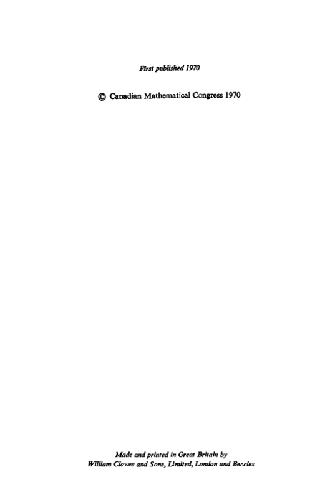 First published 1970
© Canadian Mathematical Congress 1970
Made and printed in Great Britain by
William Clowes and Sons, Limited, London and Beccles